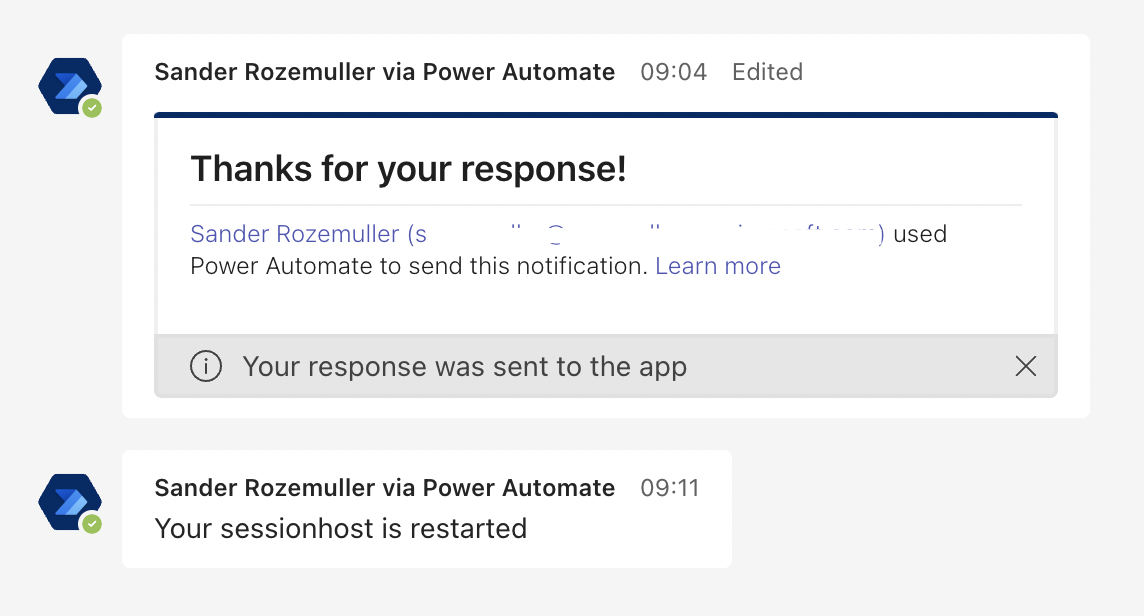 Sander Rozemuller via Power Automate 09:04 Edited
Thanks for your response!
Sander Rozemuller (s ) used
Power Automate to send this notification. Learn more
Your response was sent to the app
Sander Rozemuller via Power Automate 09:11
Your sessionhost is restarted